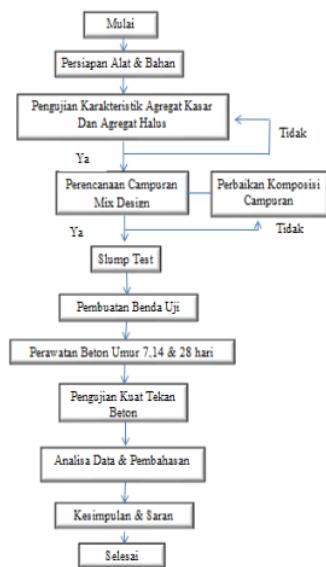 Mulai
Persiapan Alat & Bahan
Pengujian Karakteristik Agregat Kasar
Dan Agregat Halus
Tidak
Ya
Perencanaan Campuran
Mix Design
Perbaikan Komposisi
Campuran
Ya
Tidak
Slump Test
Pembuatan Benda Uji
Perawatan Beton Umur 7,14 & 28 hari
Pengujian Kuat Tekan
Beton
Analisa Data & Pembahasan
Kesimpulan & Saran
Selesai